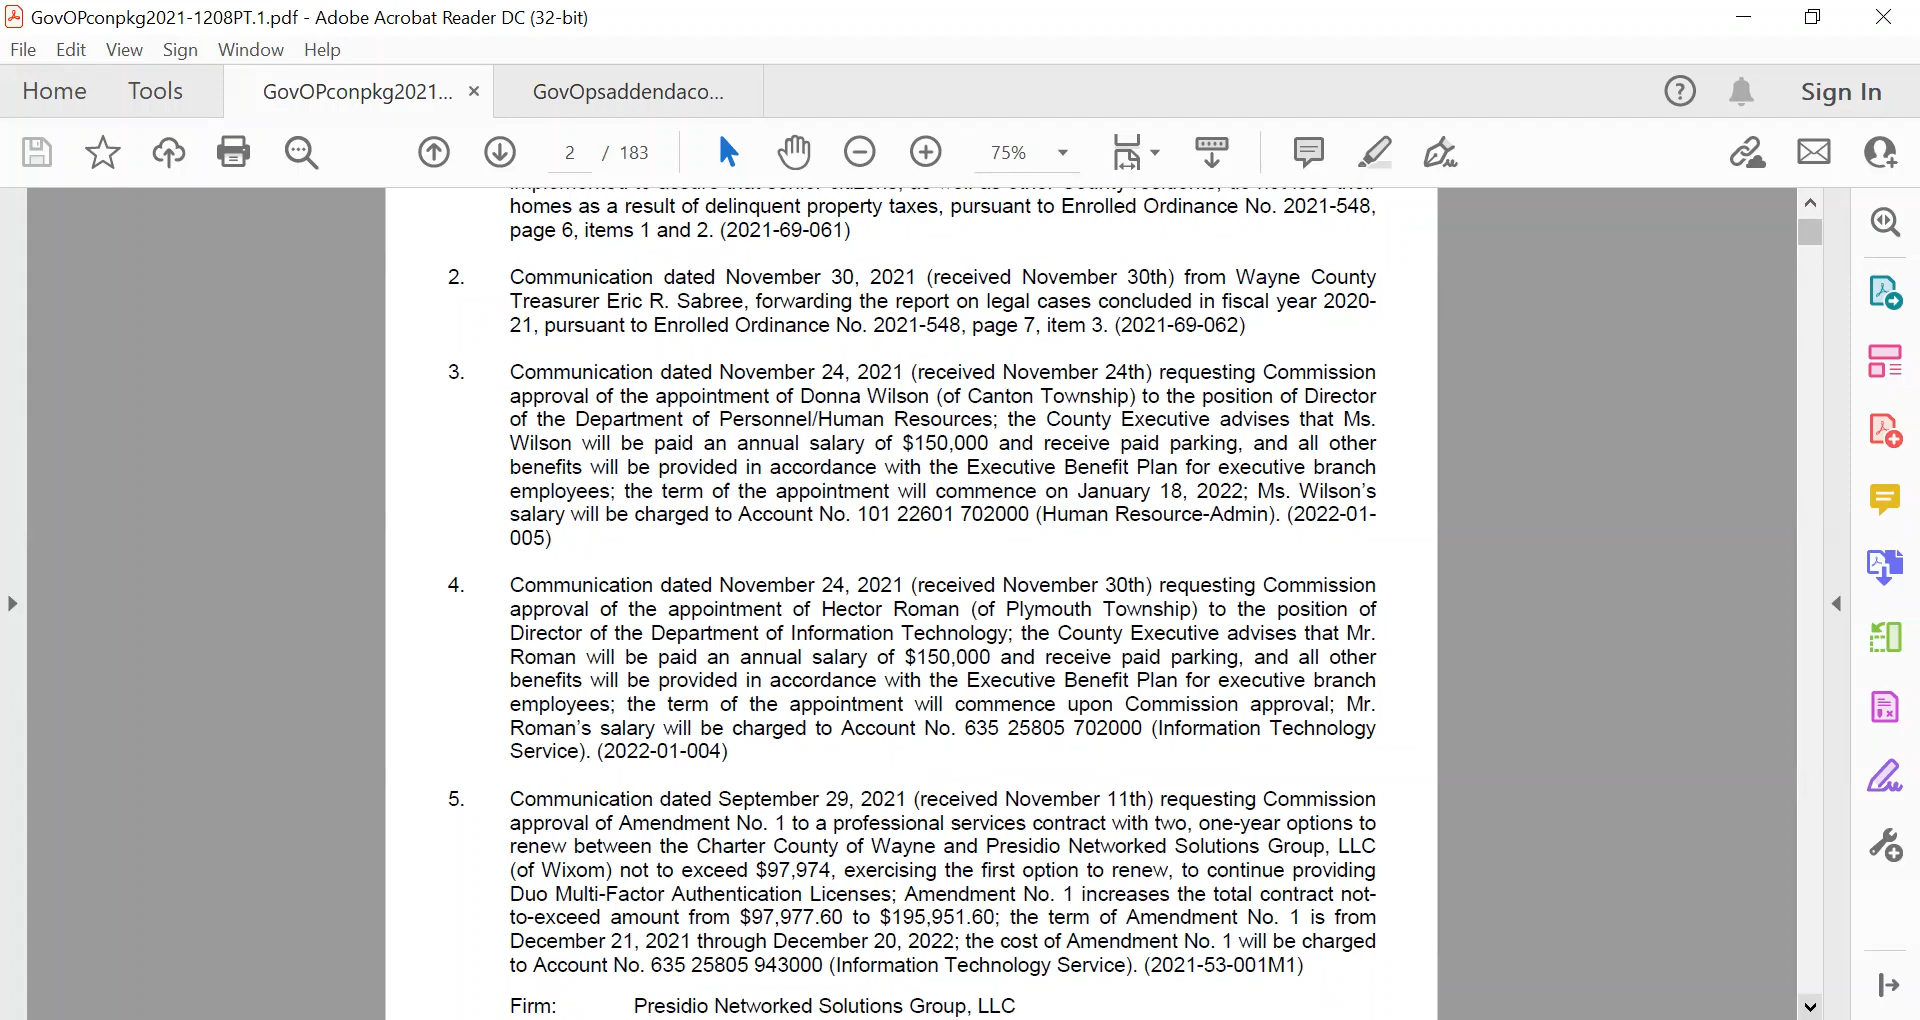 GovOPconpkg2021-1208PT.1.pdf - Adobe Acrobat Reader DC (32-bit)
File Edit View Sign Window Help
Home Tools GovOPconpkg2021... × GovOpsaddendaco... Sign In
2 / 183 75%
homes as a result of delinquent property taxes, pursuant to Enrolled Ordinance No. 2021-548,
page 6, items 1 and 2. (2021-69-061)
2. Communication dated November 30, 2021 (received November 30th) from Wayne County
Treasurer Eric R. Sabree, forwarding the report on legal cases concluded in fiscal year 2020-
21, pursuant to Enrolled Ordinance No. 2021-548, page 7, item 3. (2021-69-062)
3. Communication dated November 24, 2021 (received November 24th) requesting Commission
approval of the appointment of Donna Wilson (of Canton Township) to the position of Director
of the Department of Personnel/Human Resources; the County Executive advises that Ms.
Wilson will be paid an annual salary of $150,000 and receive paid parking, and all other
benefits will be provided in accordance with the Executive Benefit Plan for executive branch
employees; the term of the appointment will commence on January 18, 2022; Ms. Wilson's
salary will be charged to Account No. 101 22601 702000 (Human Resource-Admin). (2022-01-
005)
4. Communication dated November 24, 2021 (received November 30th) requesting Commission
approval of the appointment of Hector Roman (of Plymouth Township) to the position of
Director of the Department of Information Technology; the County Executive advises that Mr.
Roman will be paid an annual salary of $150,000 and receive paid parking, and all other
benefits will be provided in accordance with the Executive Benefit Plan for executive branch
employees; the term of the appointment will commence upon Commission approval; Mr.
Roman's salary will be charged to Account No. 635 25805 702000 (Information Technology
Service). (2022-01-004)
5. Communication dated September 29, 2021 (received November 11th) requesting Commission
approval of Amendment No. 1 to a professional services contract with two, one-year options to
renew between the Charter County of Wayne and Presidio Networked Solutions Group, LLC
(of Wixom) not to exceed $97,974, exercising the first option to renew, to continue providing
Duo Multi-Factor Authentication Licenses; Amendment No. 1 increases the total contract not-
to-exceed amount from $97,977.60 to $195,951.60; the term of Amendment No. 1 is from
December 21, 2021 through December 20, 2022; the cost of Amendment No. 1 will be charged
to Account No. 635 25805 943000 (Information Technology Service). (2021-53-001M1)
Firm: Presidio Networked Solutions Group, LLC